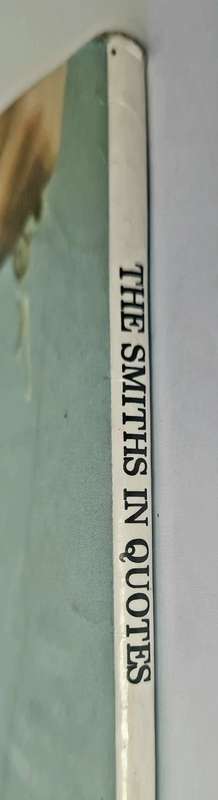 THE SMITHS IN QUOTES